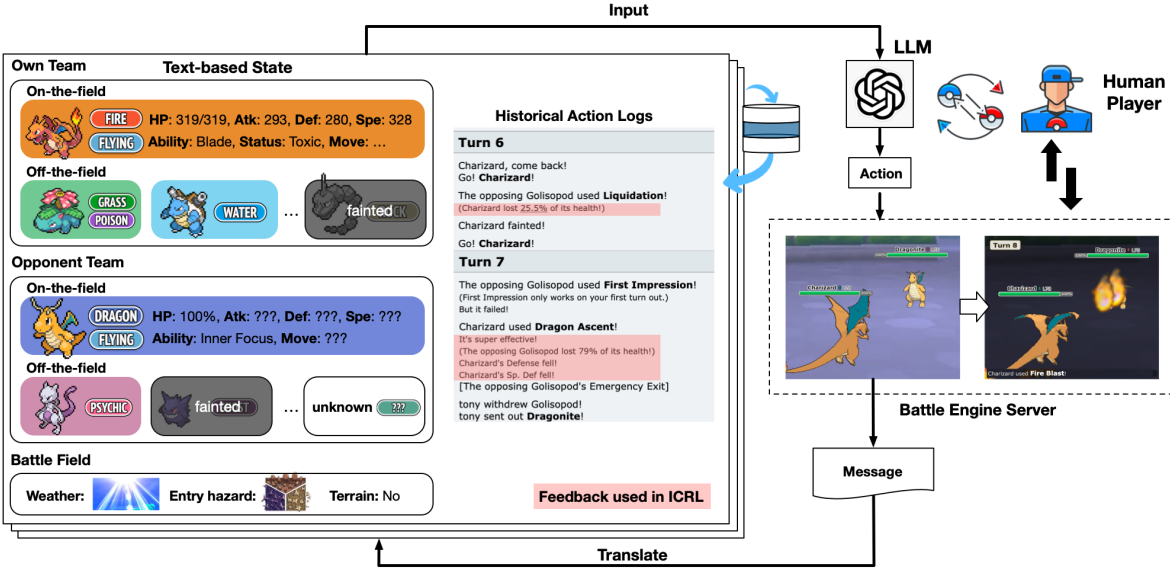 Input
Own Team
Text-based State
On-the-field
FIRE
FLYING
HP: 319/319, Atk: 293, Def: 280, Spe: 328
Ability: Blade, Status: Toxic, Move: ...
Off-the-field
GRASS
POISON
WATER
...
fainted
Opponent Team
On-the-field
DRAGON
FLYING
HP: 100%, Atk: ???, Def: ???, Spe: ???
Ability: Inner Focus, Move: ???
Off-the-field
PSYCHIC
fainted
...
unknown
???
Battle Field
Weather:
Entry hazard:
Terrain: No
Historical Action Logs
Turn 6
Charizard, come back!
Go! Charizard!
The opposing Golisopod used Liquidation!
(Charizard lost 25.5% of its health!)
Charizard fainted!
Go! Charizard!
Turn 7
The opposing Golisopod used First Impression!
(First Impression only works on your first turn out.)
But it failed!
Charizard used Dragon Ascent!
It's super effective!
(The opposing Golisopod lost 79% of its health!)
Charizard's Defense fell!
Charizard's Sp. Def fell!
[The opposing Golisopod's Emergency Exit]
tony withdrew Golisopod!
tony sent out Dragonite!
Feedback used in ICRL
LLM
Human
Player
Action
Dragonite
Charizard
Turn 8
Dragonite
Charizard
Charizard used Fire Blast!
Battle Engine Server
Message
Translate